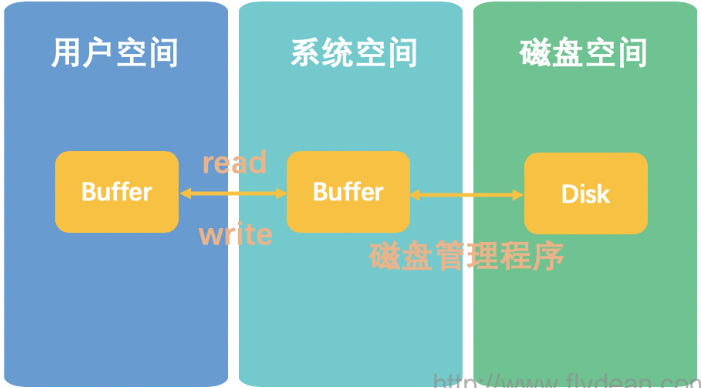 用户空间
系统空间
磁盘空间
read
Buffer
Buffer
Disk
write
磁盘管理程序
http://www.flydean.com